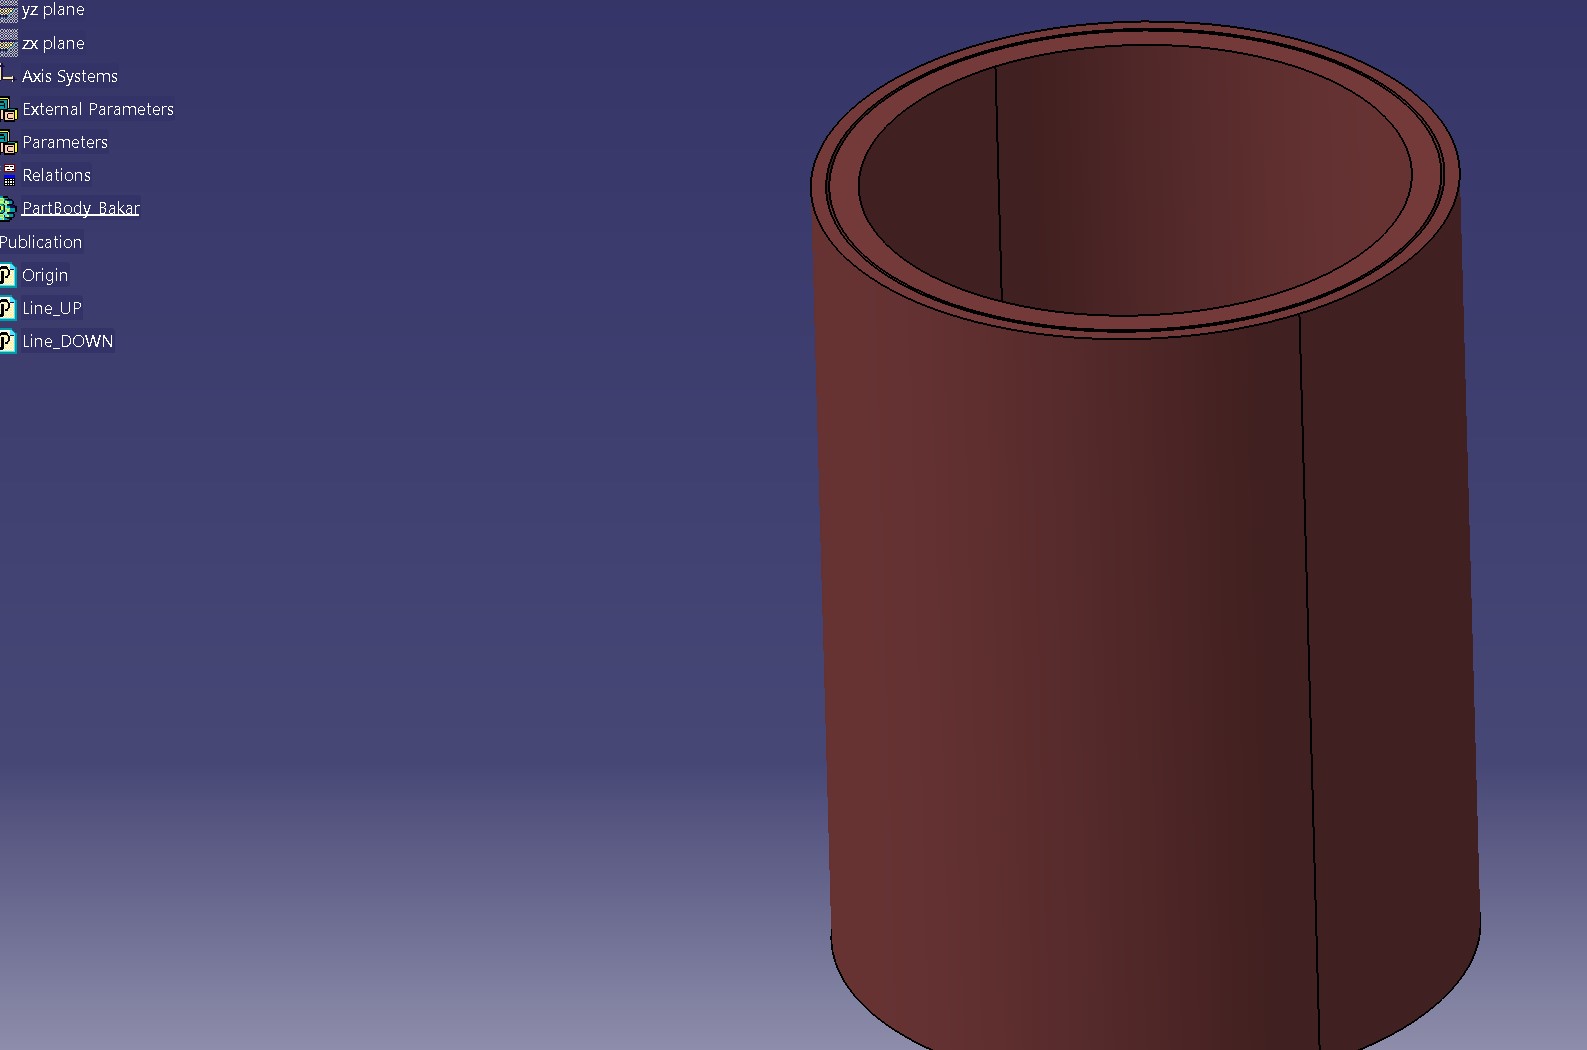 yz plane
zx plane
Axis Systems
External Parameters
Parameters
Relations
PartBody_Bakar
Publication
Origin
Line_UP
Line_DOWN